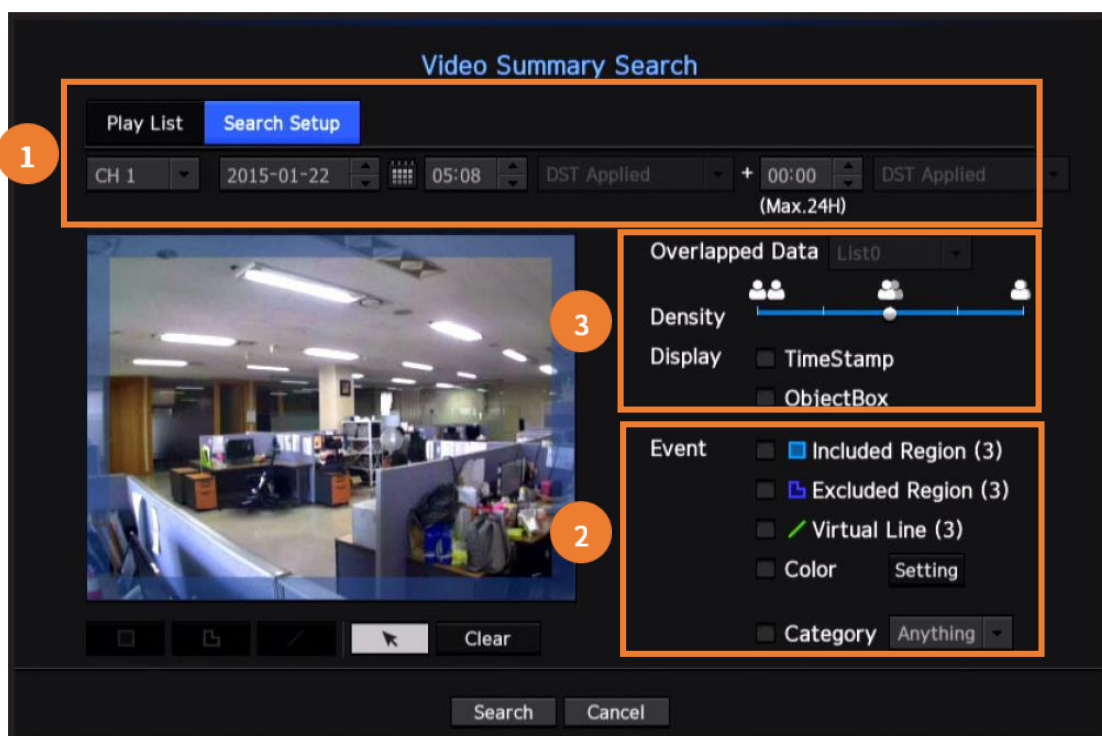 Video Summary Search
Play List Search Setup
1
CH 1 2015-01-22 05:08 DST Applied + 00:00 DST Applied
(Max.24H)
Overlapped Data List0
3
Density
Display TimeStamp
ObjectBox
Event Included Region (3)
Excluded Region (3)
2
Virtual Line (3)
Color Setting
Category Anything
Clear
Search Cancel